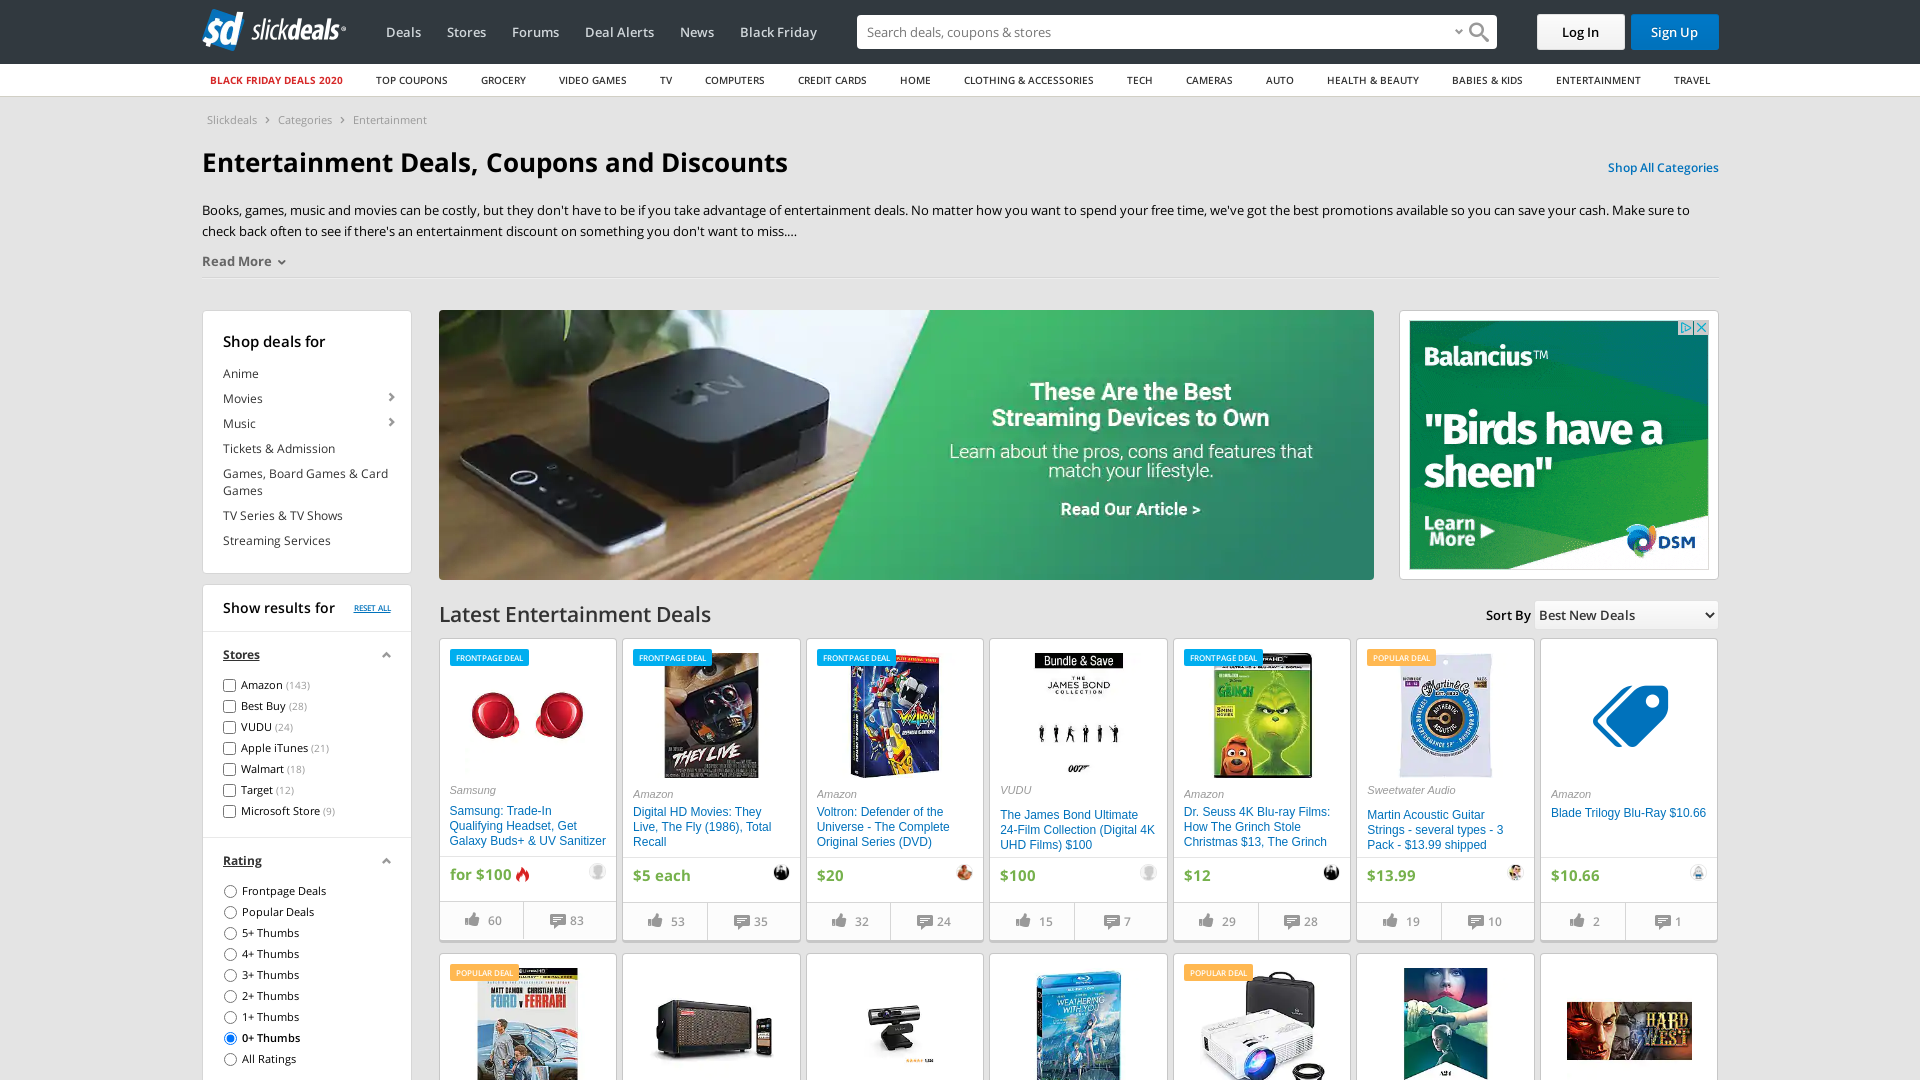 slickdeals
Deals
Stores
Forums
Deal Alerts
News
Black Friday
Search deals, coupons & stores
Log In
Sign Up
BLACK FRIDAY DEALS 2020
TOP COUPONS
GROCERY
VIDEO GAMES
TV
COMPUTERS
CREDIT CARDS
HOME
CLOTHING & ACCESSORIES
TECH
CAMERAS
AUTO
HEALTH & BEAUTY
BABIES & KIDS
ENTERTAINMENT
TRAVEL
Slickdeals > Categories > Entertainment
Entertainment Deals, Coupons and Discounts
Shop All Categories
Books, games, music and movies can be costly, but they don't have to be if you take advantage of entertainment deals. No matter how you want to spend your free time, we've got the best promotions available so you can save your cash. Make sure to
check back often to see if there's an entertainment discount on something you don't want to miss....
Read More
Shop deals for
Anime
Movies
Music
Tickets & Admission
Games, Board Games & Card
Games
TV Series & TV Shows
Streaming Services
Show results for
RESET ALL
Stores
Amazon (143)
Best Buy (28)
VUDU (24)
Apple iTunes (21)
Walmart (18)
Target (12)
Microsoft Store (9)
Rating
Frontpage Deals
Popular Deals
5+ Thumbs
4+ Thumbs
3+ Thumbs
2+ Thumbs
1+ Thumbs
0+ Thumbs
All Ratings
tv
These Are the Best
Streaming Devices to Own
Learn about the pros, cons and features that
match your lifestyle.
Read Our Article >
Balancius™
"Birds have a
sheen"
Learn
More
DSM
Latest Entertainment Deals
Sort By
Best New Deals
FRONTPAGE DEAL
Samsung
Samsung: Trade-In
Qualifying Headset, Get
Galaxy Buds+ & UV Sanitizer
for $100
60
83
FRONTPAGE DEAL
THEY LIVE
Amazon
Digital HD Movies: They
Live, The Fly (1986), Total
Recall
$5 each
53
35
FRONTPAGE DEAL
VOLTRON
Amazon
Voltron: Defender of the
Universe - The Complete
Original Series (DVD)
$20
32
24
Bundle & Save
THE
JAMES BOND
COLLECTION
007
VUDU
The James Bond Ultimate
24-Film Collection (Digital 4K
UHD Films) $100
$100
15
7
FRONTPAGE DEAL
GRINCH
Amazon
Dr. Seuss 4K Blu-ray Films:
How The Grinch Stole
Christmas $13, The Grinch
$12
29
28
POPULAR DEAL
Martin & Co
AUTHENTIC
ACOUSTIC
Sweetwater Audio
Martin Acoustic Guitar
Strings - several types - 3
Pack - $13.99 shipped
$13.99
19
10
Amazon
Blade Trilogy Blu-Ray $10.66
$10.66
2
1
POPULAR DEAL
MATT DAMON CHRISTIAN BALE
FORD v FERRARI
WEATHERING
WITH YOU
POPULAR DEAL
A24
HARD
WEST